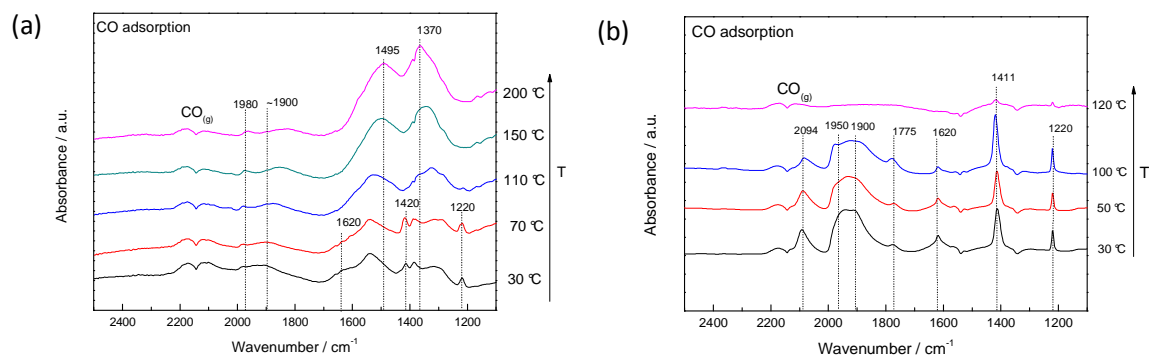 (a)
CO adsorption
1370
1495
CO(g)
1980
~1900
200 °C
150 °C
110 °C
70 °C
30 °C
T
1620
1420
1220
Absorbance / a.u.
2400 2200 2000 1800 1600 1400 1200
Wavenumber / cm-1
(b)
CO adsorption
CO(g)
1411
120 °C
2094
1950
1900
1775
1620
1220
100 °C
50 °C
30 °C
T
Absorbance / a.u.
2400 2200 2000 1800 1600 1400 1200
Wavenumber / cm-1